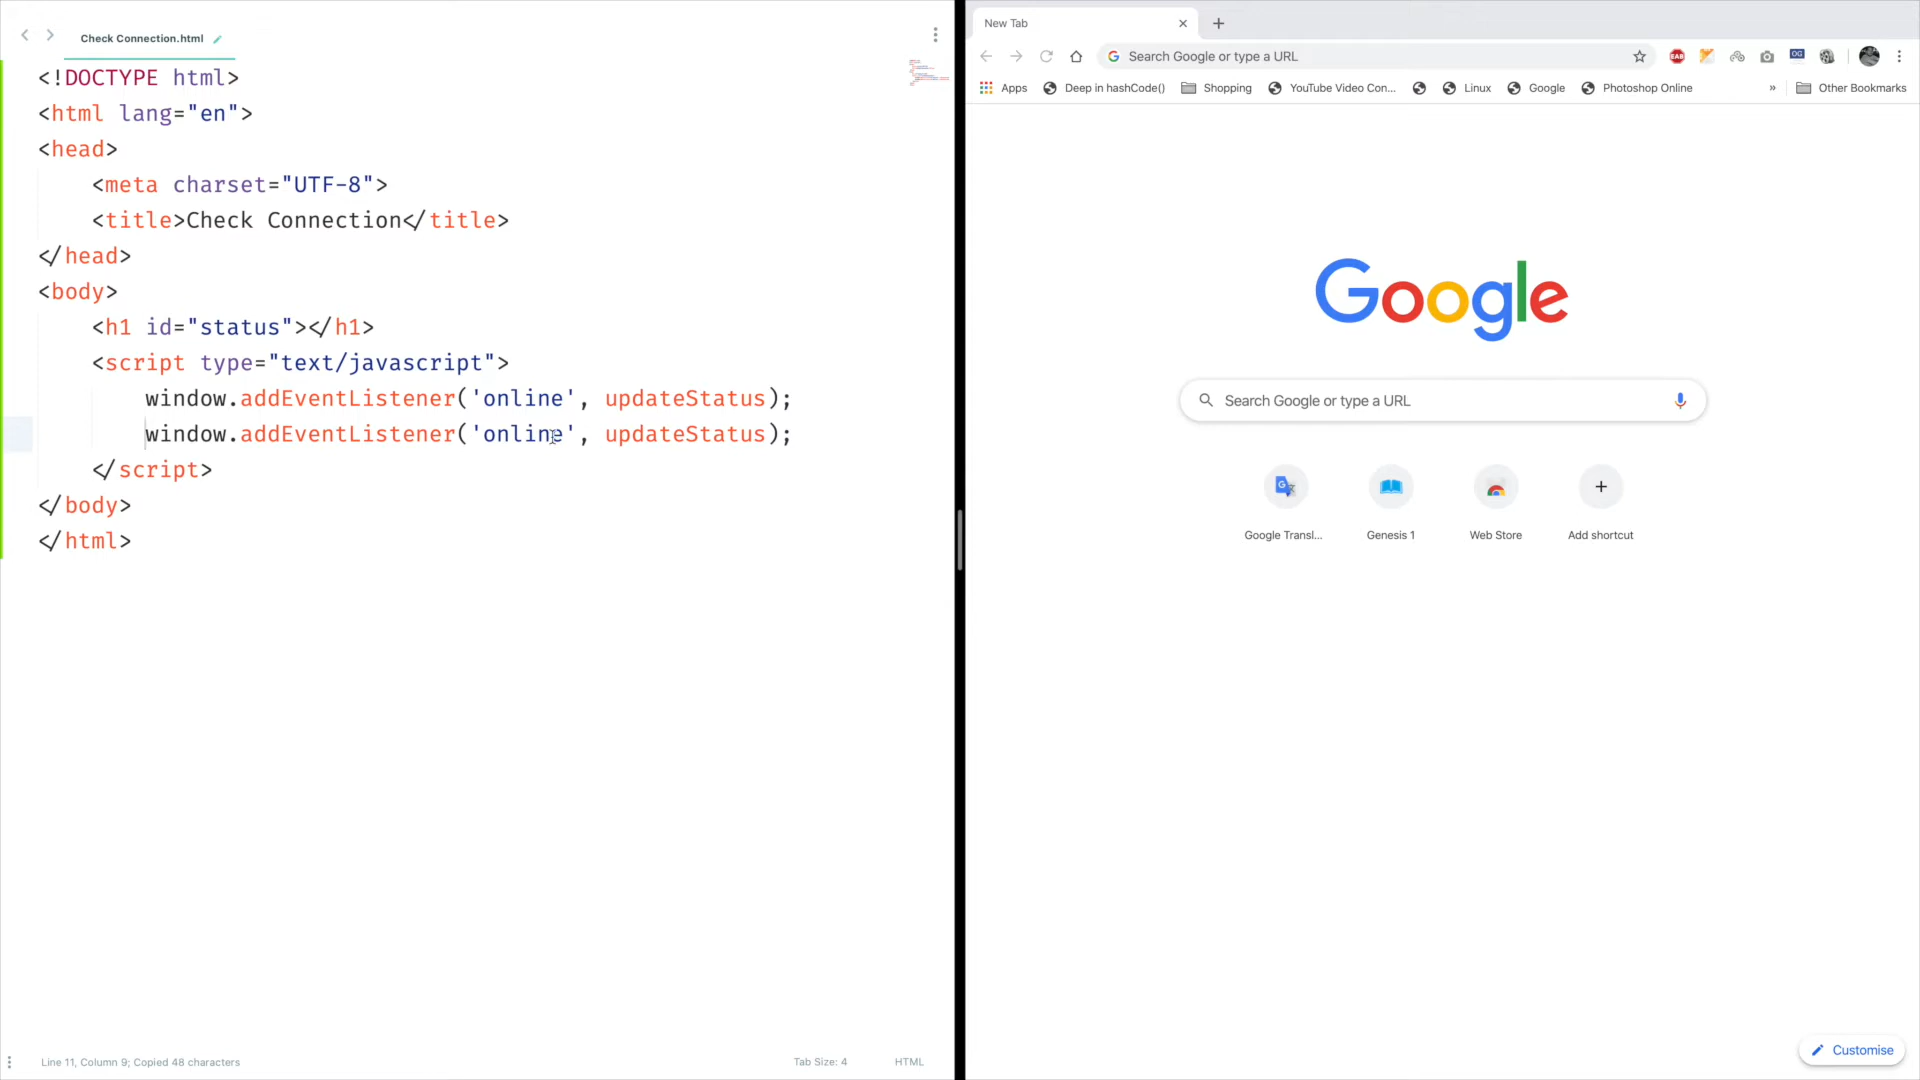 Check Connection.html
<!DOCTYPE html>
<html lang="en">
<head>
<meta charset="UTF-8">
<title>Check Connection</title>
</head>
<body>
<h1 id="status"></h1>
<script type="text/javascript">
window.addEventListener('online', updateStatus);
window.addEventListener('online', updateStatus);
</script>
</body>
</html>
Line 11, Column 9; Copied 48 characters
Tab Size: 4
HTML
New Tab
Search Google or type a URL
Apps
Deep in hashCode()
Shopping
YouTube Video Con...
Linux
Google
Photoshop Online
»
Other Bookmarks
Google
Search Google or type a URL
Google Transl...
Genesis 1
Web Store
Add shortcut
Customise